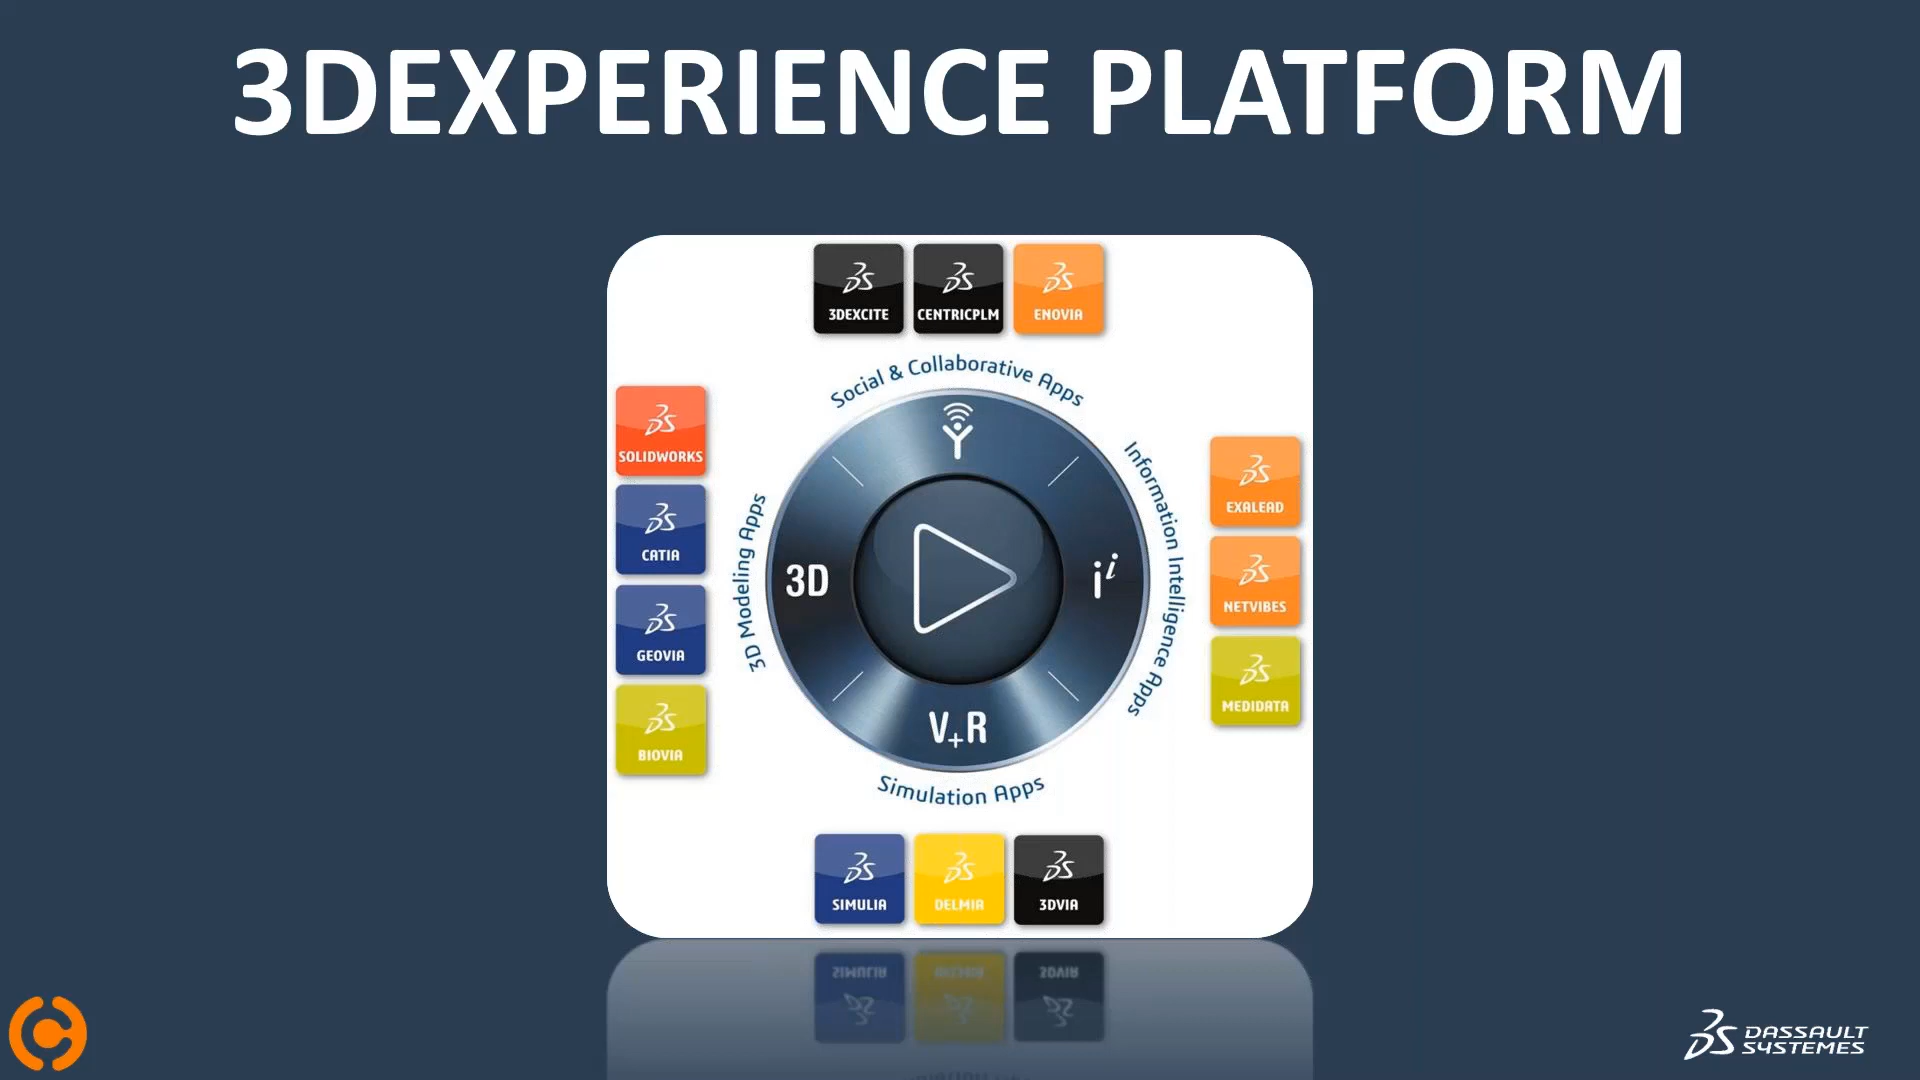 3DEXPERIENCE PLATFORM
3DEXCITE
CENTRICPLM
ENOVIA
Social & Collaborative Apps
SOLIDWORKS
CATIA
GEOVIA
BIOVIA
3D Modeling Apps
3D
Information Intelligence Apps
i i
EXALEAD
NETVIBES
MEDIDATA
V+R
Simulation Apps
SIMULIA
DELMIA
3DVIA
DASSAULT
SYSTEMES